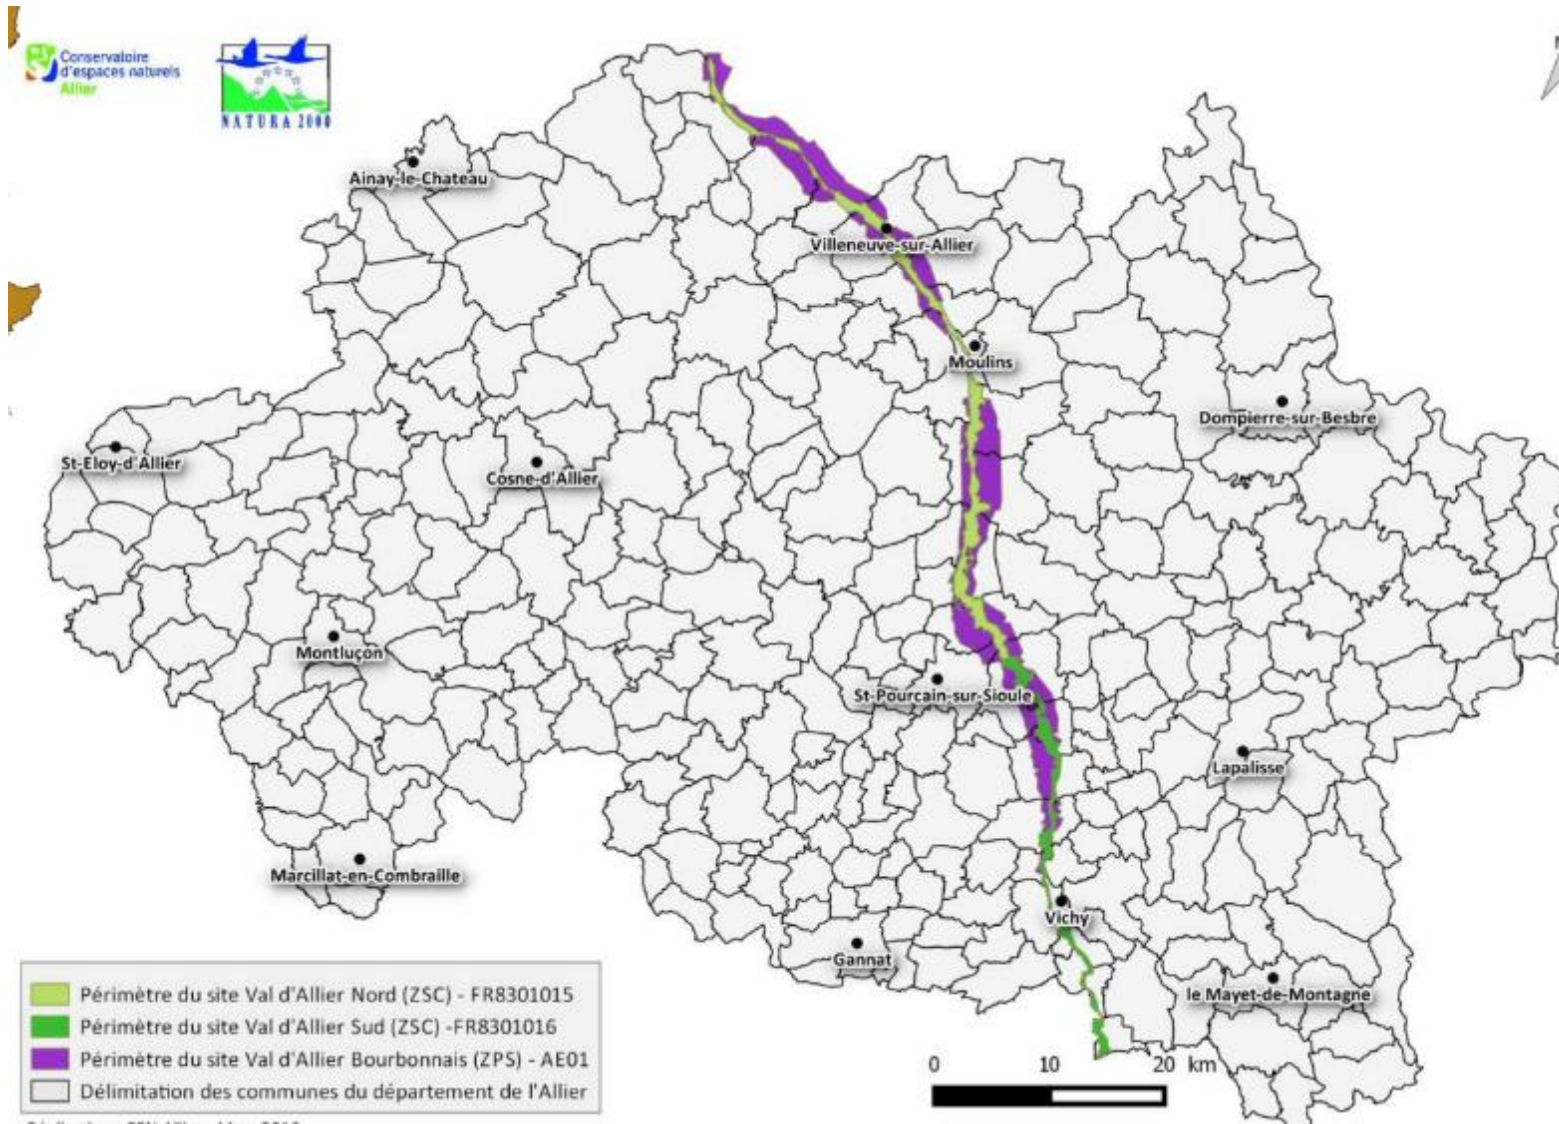 Conservatoire
d'espaces naturels
Allier
NATURA 2000
Ainay-le-Chateau
Villeneuve-sur-Allier
Moulins
Dompierre-sur-Besbre
St-Eloy-d'Allier
Cosne-d'Allier
Montluçon
St-Pourcain-sur-Sioule
Lapalisse
Marcillat-en-Combraille
Vichy
Gannat
le Mayet-de-Montagne
Périmètre du site Val d'Allier Nord (ZSC) - FR8301015
Périmètre du site Val d'Allier Sud (ZSC) -FR8301016
Périmètre du site Val d'Allier Bourbonnais (ZPS) - AE01
Délimitation des communes du département de l'Allier
0 10 20 km